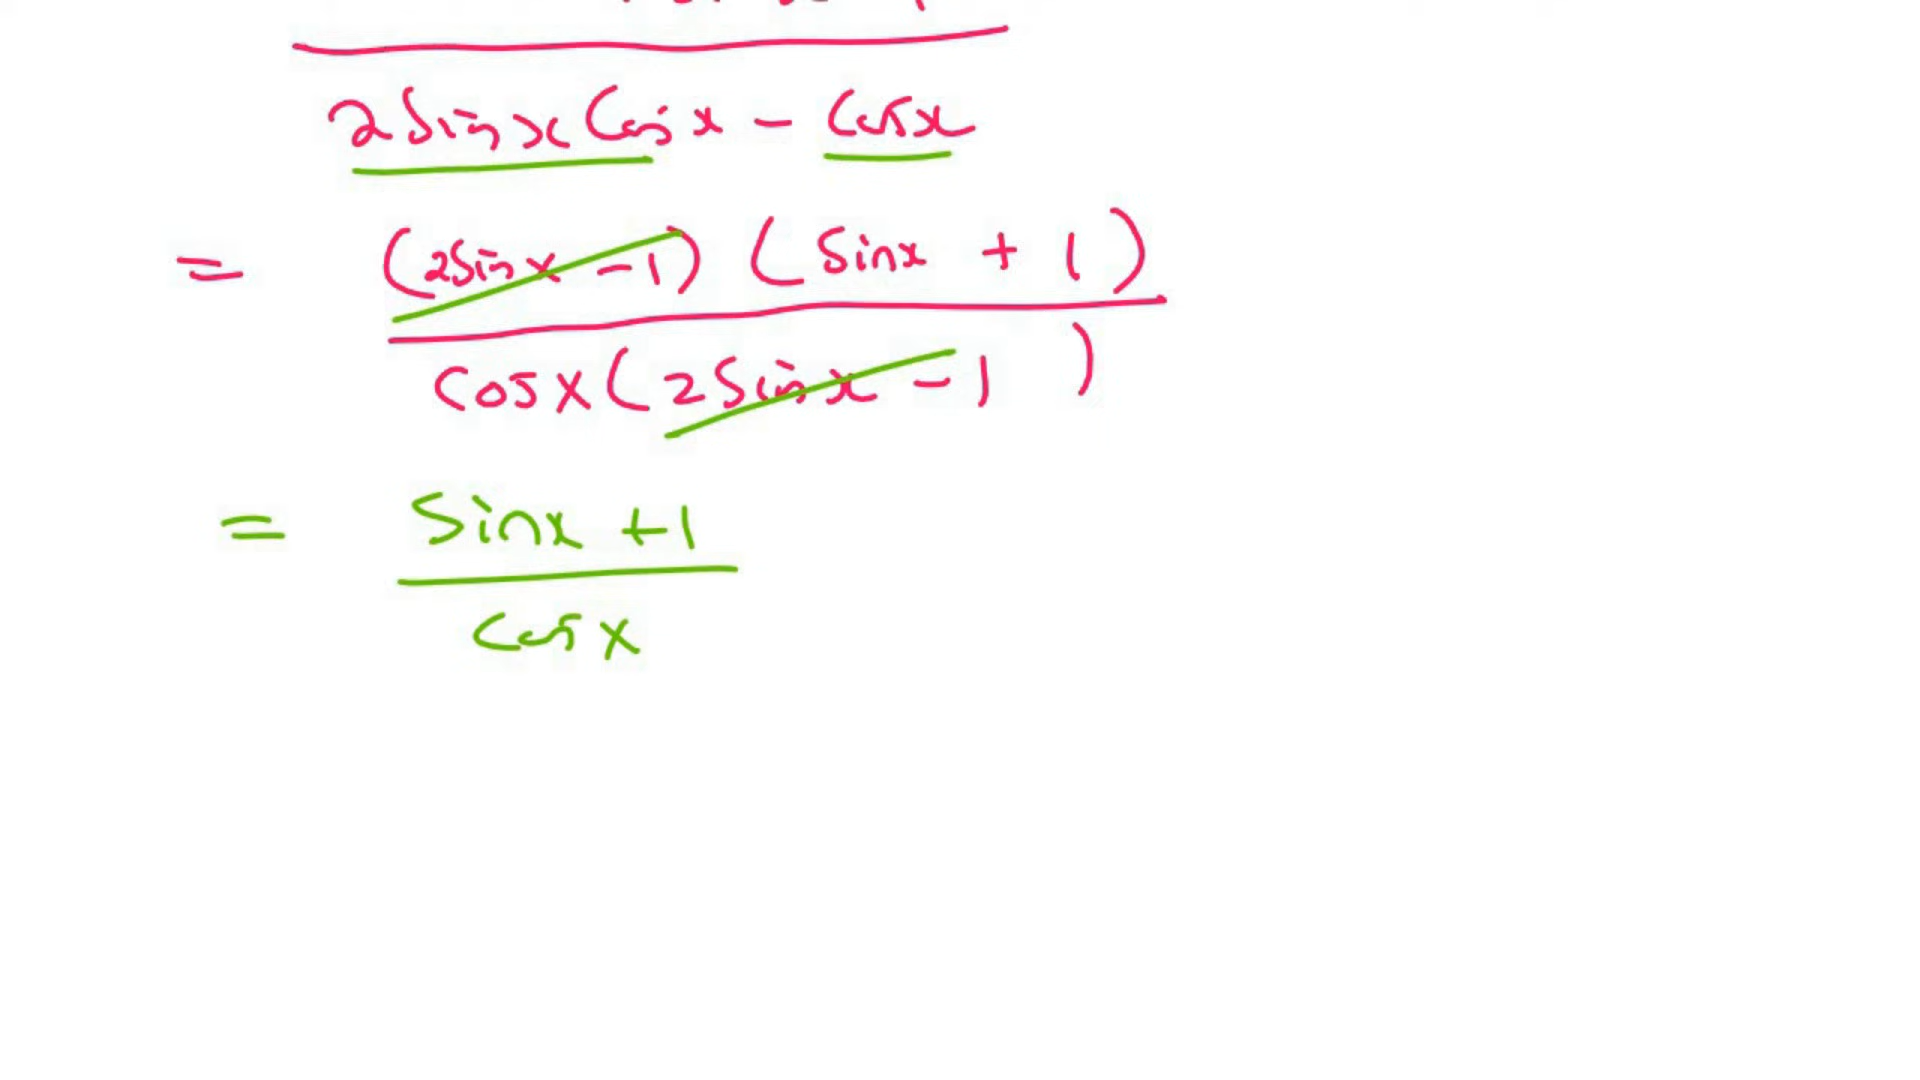 2Sinx Cosx - Cosx
= (2Sinx - 1) (Sinx + 1)
Cosx(2Sinx - 1)
= Sinx + 1
Cosx